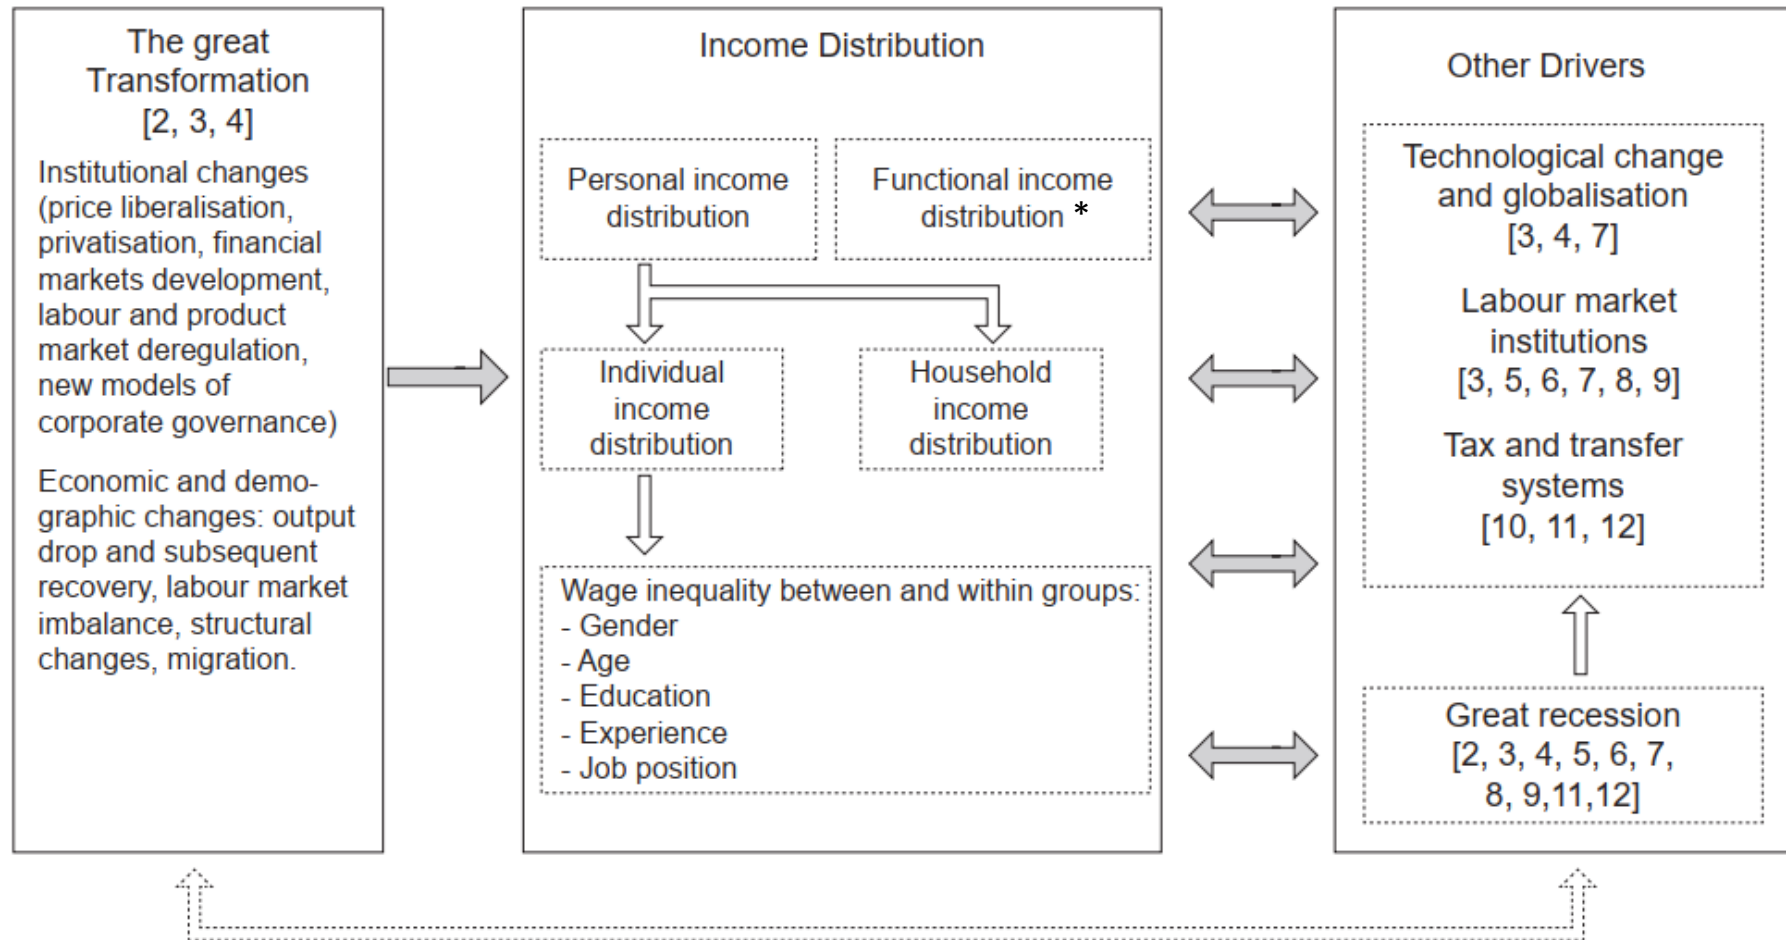 The great
Transformation
[2, 3, 4]
Institutional changes
(price liberalisation,
privatisation, financial
markets development,
labour and product
market deregulation,
new models of
corporate governance)
Economic and demo-
graphic changes: output
drop and subsequent
recovery, labour market
imbalance, structural
changes, migration.
Income Distribution
Personal income
distribution
Functional income
distribution *
Individual
income
distribution
Household
income
distribution
Wage inequality between and within groups:
- Gender
- Age
- Education
- Experience
- Job position
Other Drivers
Technological change
and globalisation
[3, 4, 7]
Labour market
institutions
[3, 5, 6, 7, 8, 9]
Tax and transfer
systems
[10, 11, 12]
Great recession
[2, 3, 4, 5, 6, 7,
8, 9,11,12]